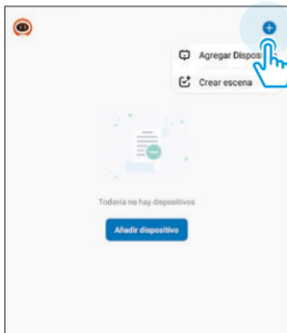 Agregar Dispos
Crear escena
Todavía no hay dispositivos
Añadir dispositivo